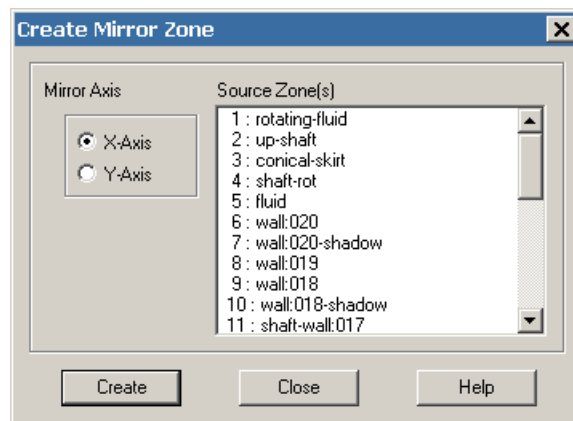 Create Mirror Zone
Mirror Axis
X-Axis
Y-Axis
Source Zone(s)
1 : rotating-fluid
2 : up-shaft
3 : conical-skirt
4 : shaft-rot
5 : fluid
6 : wall:020
7 : wall:020-shadow
8 : wall:019
9 : wall:018
10 : wall:018-shadow
11 : shaft-wall:017
Create
Close
Help